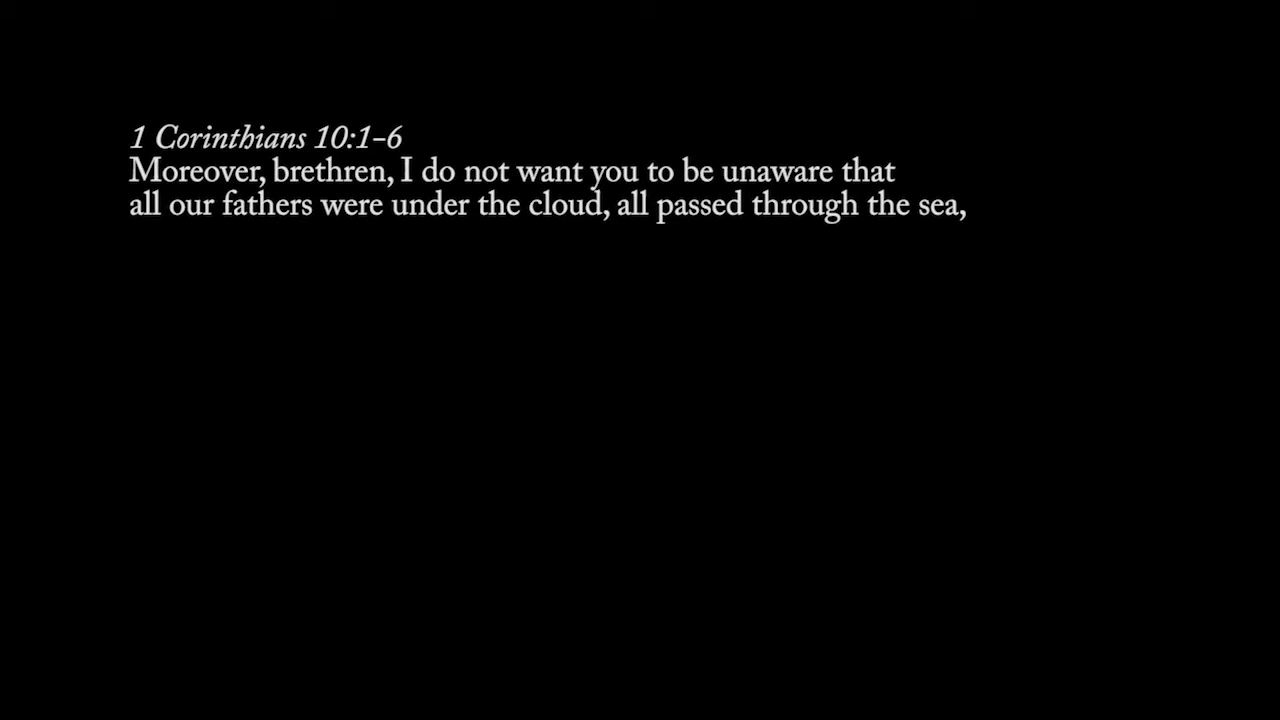 1 Corinthians 10:1-6
Moreover, brethren, I do not want you to be unaware that
all our fathers were under the cloud, all passed through the sea,